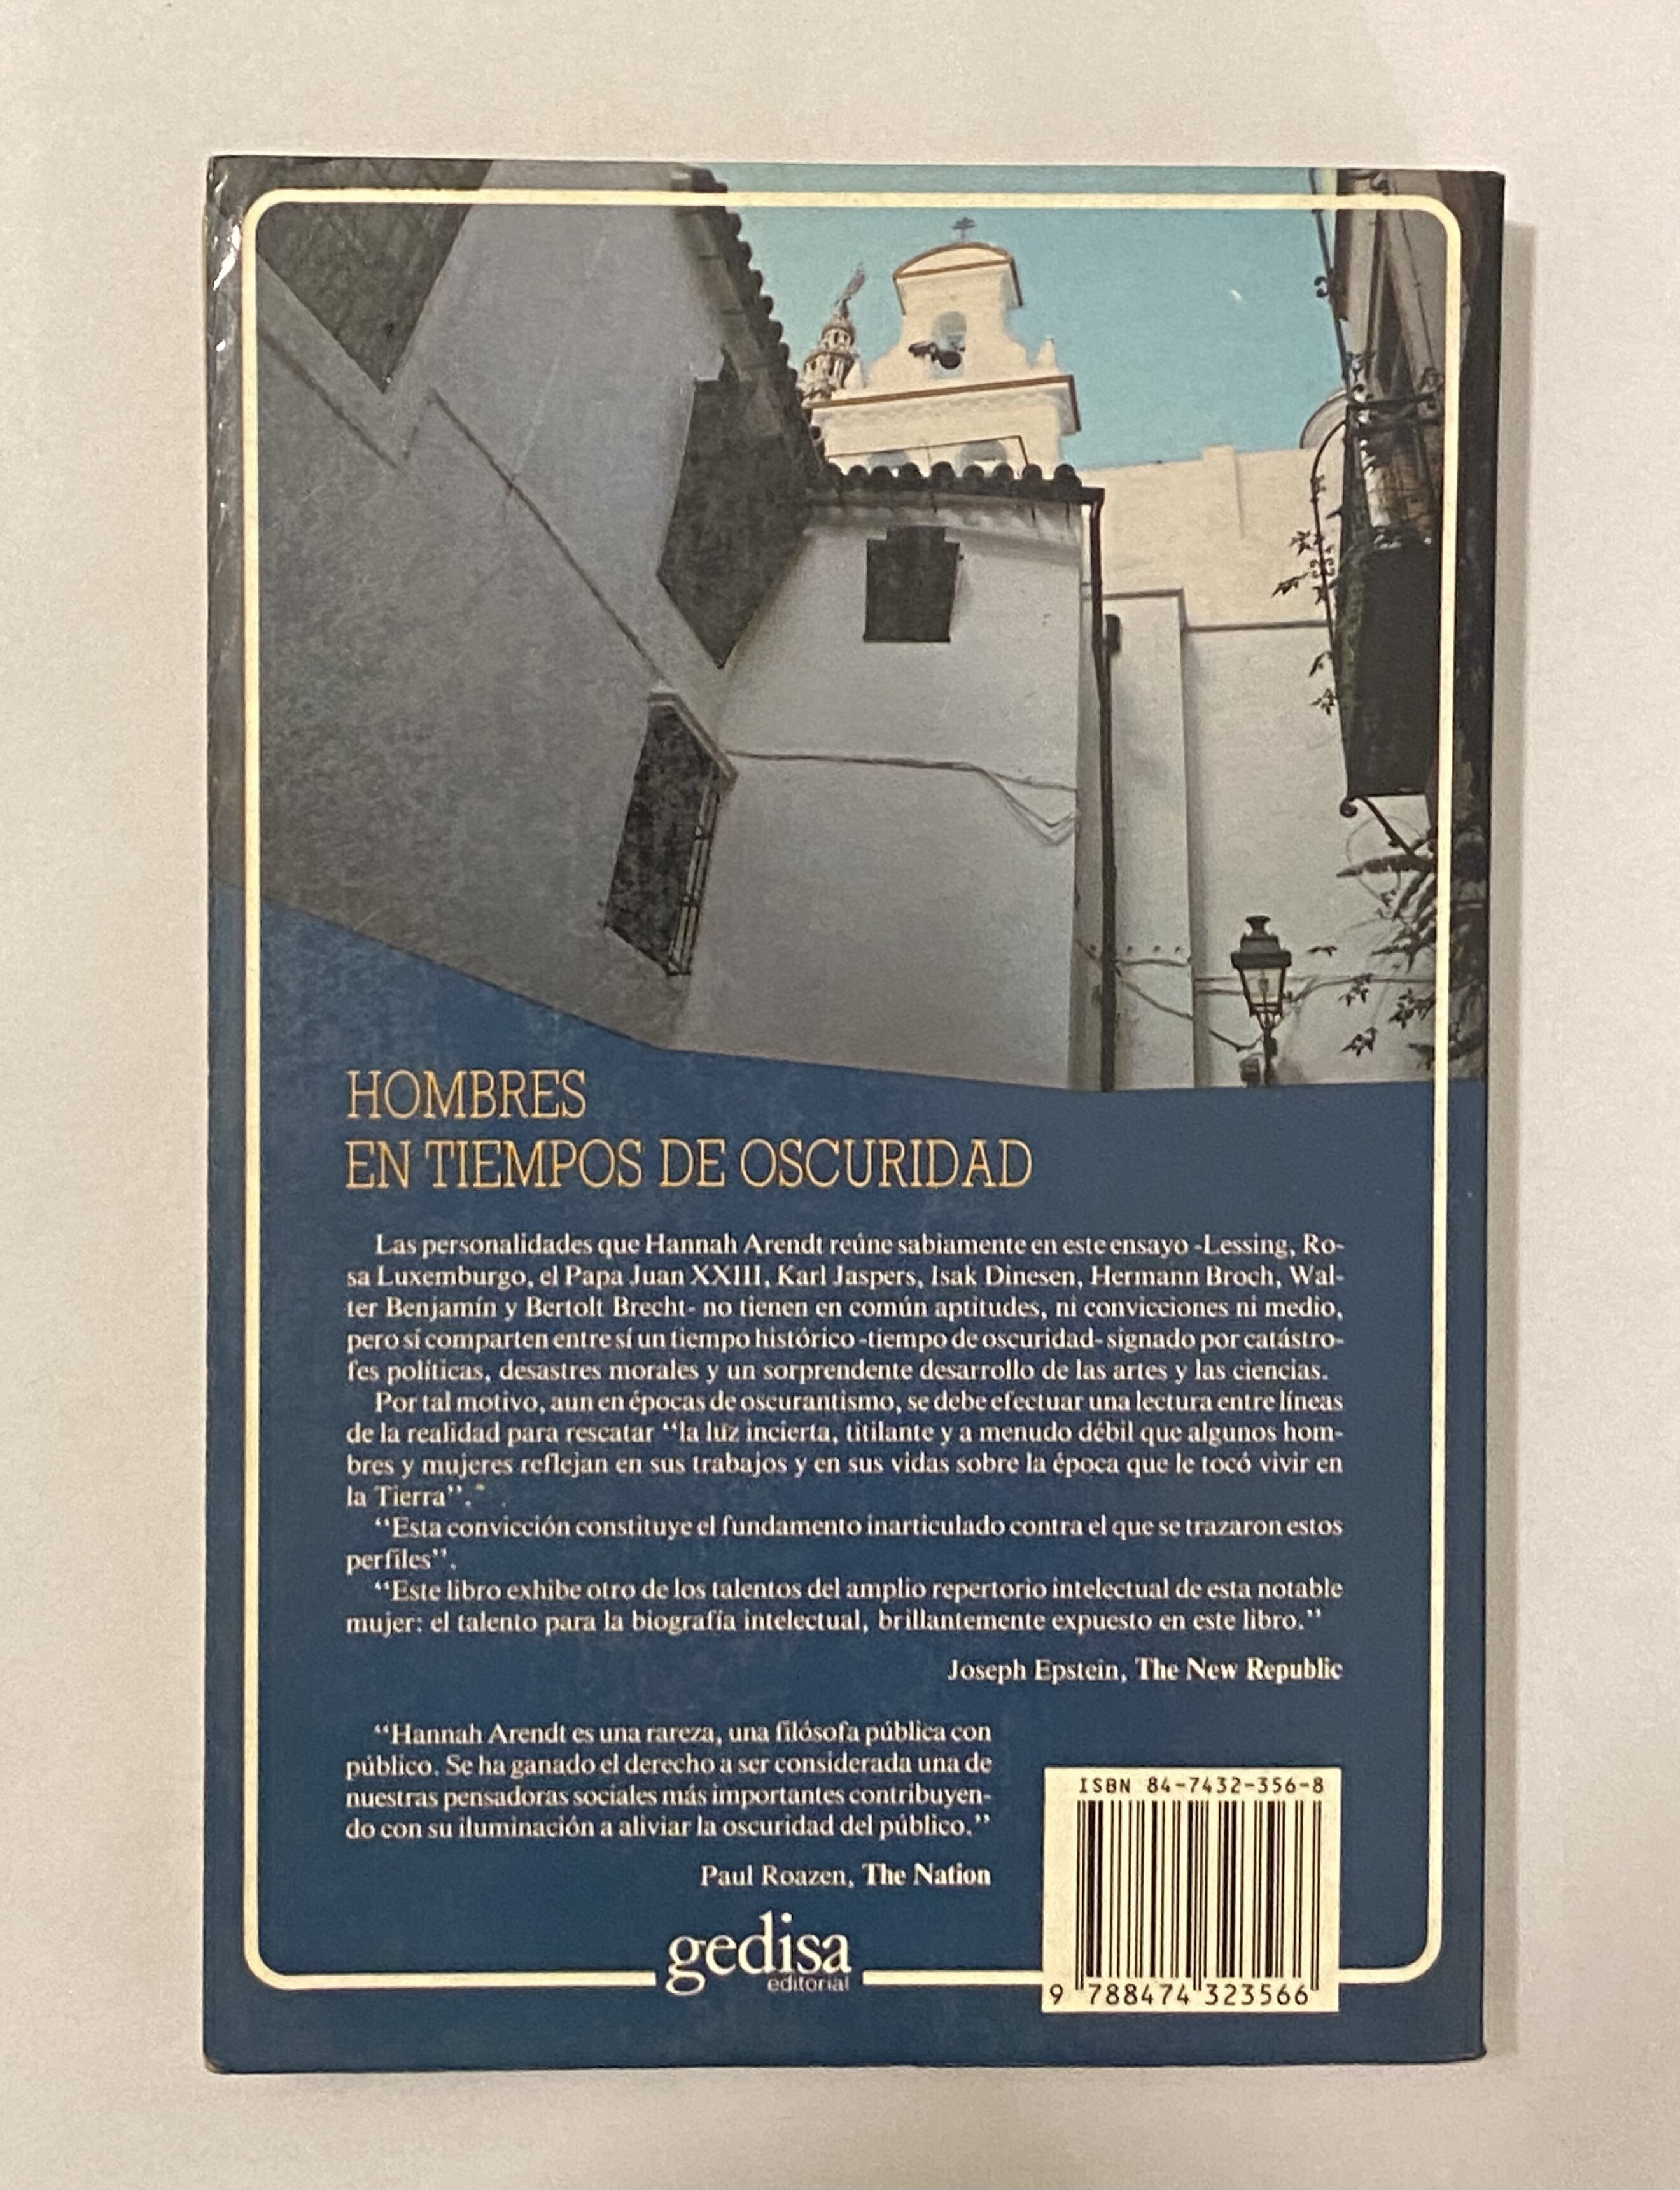 HOMBRES
EN TIEMPOS DE OSCURIDAD
Las personalidades que Hannah Arendt reúne sabiamente en este ensayo -Lessing, Ro-
sa Luxemburgo, el Papa Juan XXIII, Karl Jaspers, Isak Dinesen, Hermann Broch, Wal-
ter Benjamín y Bertolt Brecht- no tienen en común aptitudes, ni convicciones ni medio,
pero sí comparten entre sí un tiempo histórico -tiempo de oscuridad- signado por catástro-
fes políticas, desastres morales y un sorprendente desarrollo de las artes y las ciencias.
Por tal motivo, aun en épocas de oscurantismo, se debe efectuar una lectura entre líneas
de la realidad para rescatar “la luz incierta, titilante y a menudo débil que algunos hom-
bres y mujeres reflejan en sus trabajos y en sus vidas sobre la época que le tocó vivir en
la Tierra”.
“Esta convicción constituye el fundamento inarticulado contra el que se trazaron estos
perfiles”.
“Este libro exhibe otro de los talentos del amplio repertorio intelectual de esta notable
mujer: el talento para la biografía intelectual, brillantemente expuesto en este libro.”
Joseph Epstein, The New Republic
“Hannah Arendt es una rareza, una filósofa pública con
público. Se ha ganado el derecho a ser considerada una de
nuestras pensadoras sociales más importantes contribuyen-
do con su iluminación a aliviar la oscuridad del público.”
Paul Roazen, The Nation
gedisa
editorial
ISBN 84-7432-356-8
9 788474 323566